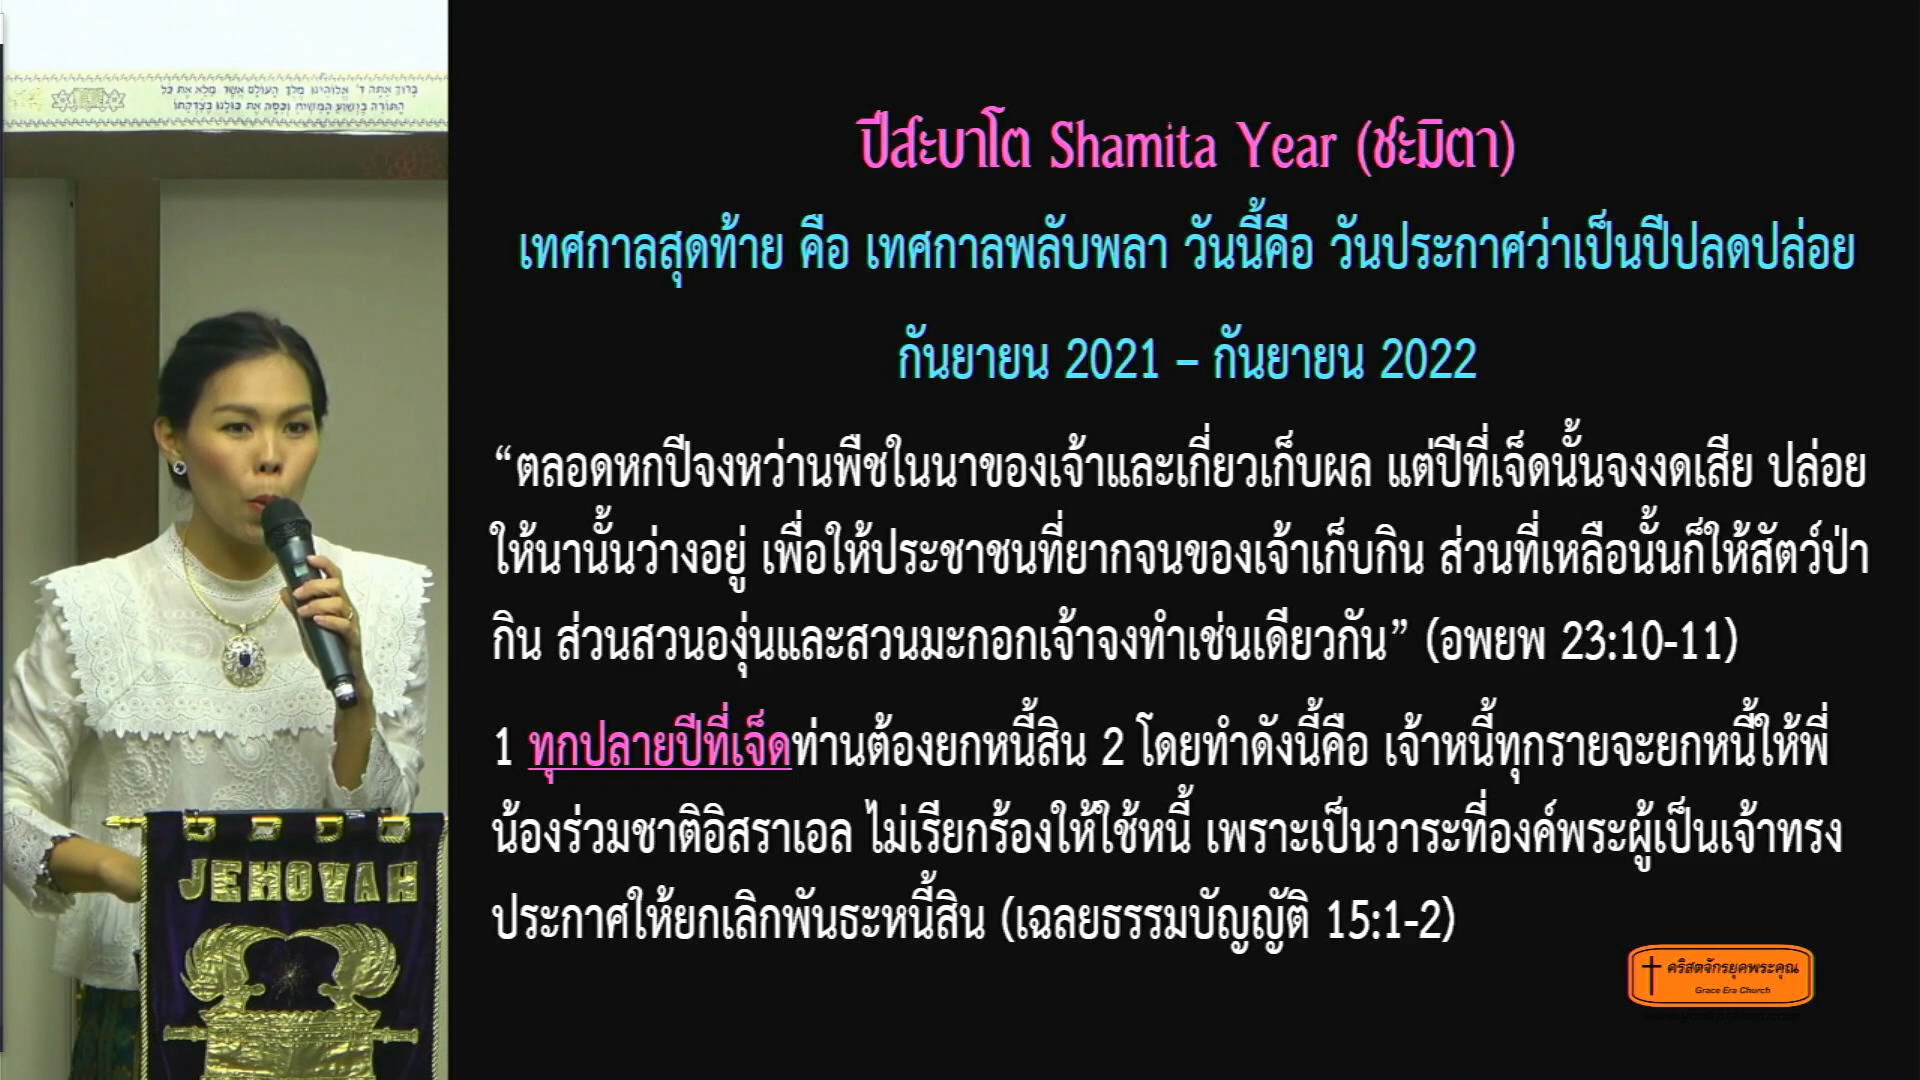 בָּרוּךְ אַתָּה ד' אֱלוֹהֵינוּ מֶלֶךְ הָעוֹלָם אֲשֶׁר מִלֵא אֶת כֹּל
הַתּוֹרָה בְּיֵשׁוּעַ הַמָּשִׁיחַ וְכִסָּה אֶת כּוּלָנוּ בְּצִדְקָתוֹ
ปีสะบาโต Shamita Year (ชะมิตา)
เทศกาลสุดท้าย คือ เทศกาลพลับพลา วันนี้คือ วันประกาศว่าเป็นปีปลดปล่อย
กันยายน 2021 – กันยายน 2022
“ตลอดหกปีจงหว่านพืชในนาของเจ้าและเกี่ยวเก็บผล แต่ปีที่เจ็ดนั้นจงงดเสีย ปล่อย
ให้นานั้นว่างอยู่ เพื่อให้ประชาชนที่ยากจนของเจ้าเก็บกิน ส่วนที่เหลือนั้นก็ให้สัตว์ป่า
กิน ส่วนสวนองุ่นและสวนมะกอกเจ้าจงทำเช่นเดียวกัน” (อพยพ 23:10-11)
1 ทุกปลายปีที่เจ็ดท่านต้องยกหนี้สิน 2 โดยทำดังนี้คือ เจ้าหนี้ทุกรายจะยกหนี้ให้พี่
น้องร่วมชาติอิสราเอล ไม่เรียกร้องให้ใช้หนี้ เพราะเป็นวาระที่องค์พระผู้เป็นเจ้าทรง
ประกาศให้ยกเลิกพันธะหนี้สิน (เฉลยธรรมบัญญัติ 15:1-2)
JEHOVAH
คริสตจักรยุคพระคุณ
Grace Era Church